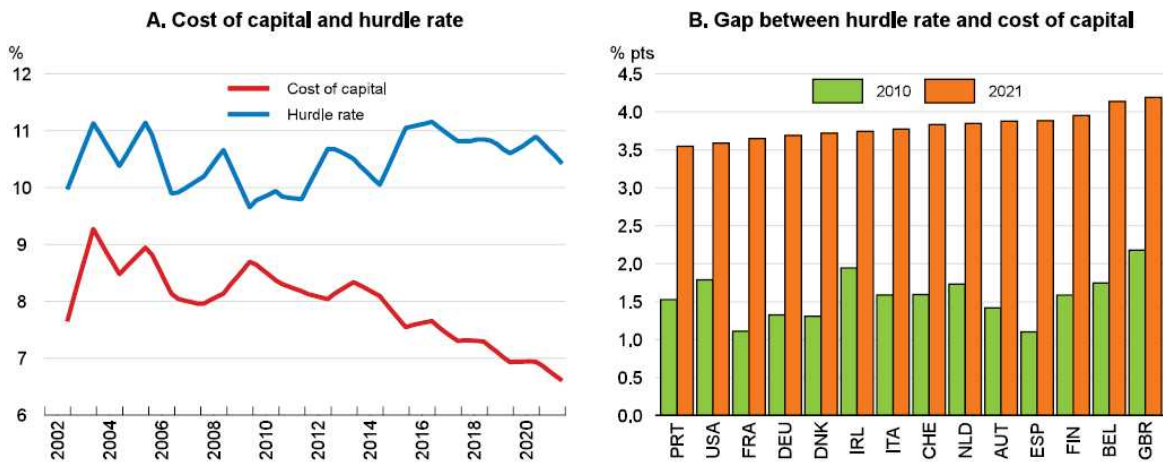 A. Cost of capital and hurdle rate
%
12
11
10
9
8
7
6
Cost of capital
Hurdle rate
2002
2004
2006
2008
2010
2012
2014
2016
2018
2020
B. Gap between hurdle rate and cost of capital
% pts
4,5
4,0
3,5
3,0
2,5
2,0
1,5
1,0
0,5
0,0
2010
2021
PRT
USA
FRA
DEU
DNK
IRL
ITA
CHE
NLD
AUT
ESP
FIN
BEL
GBR